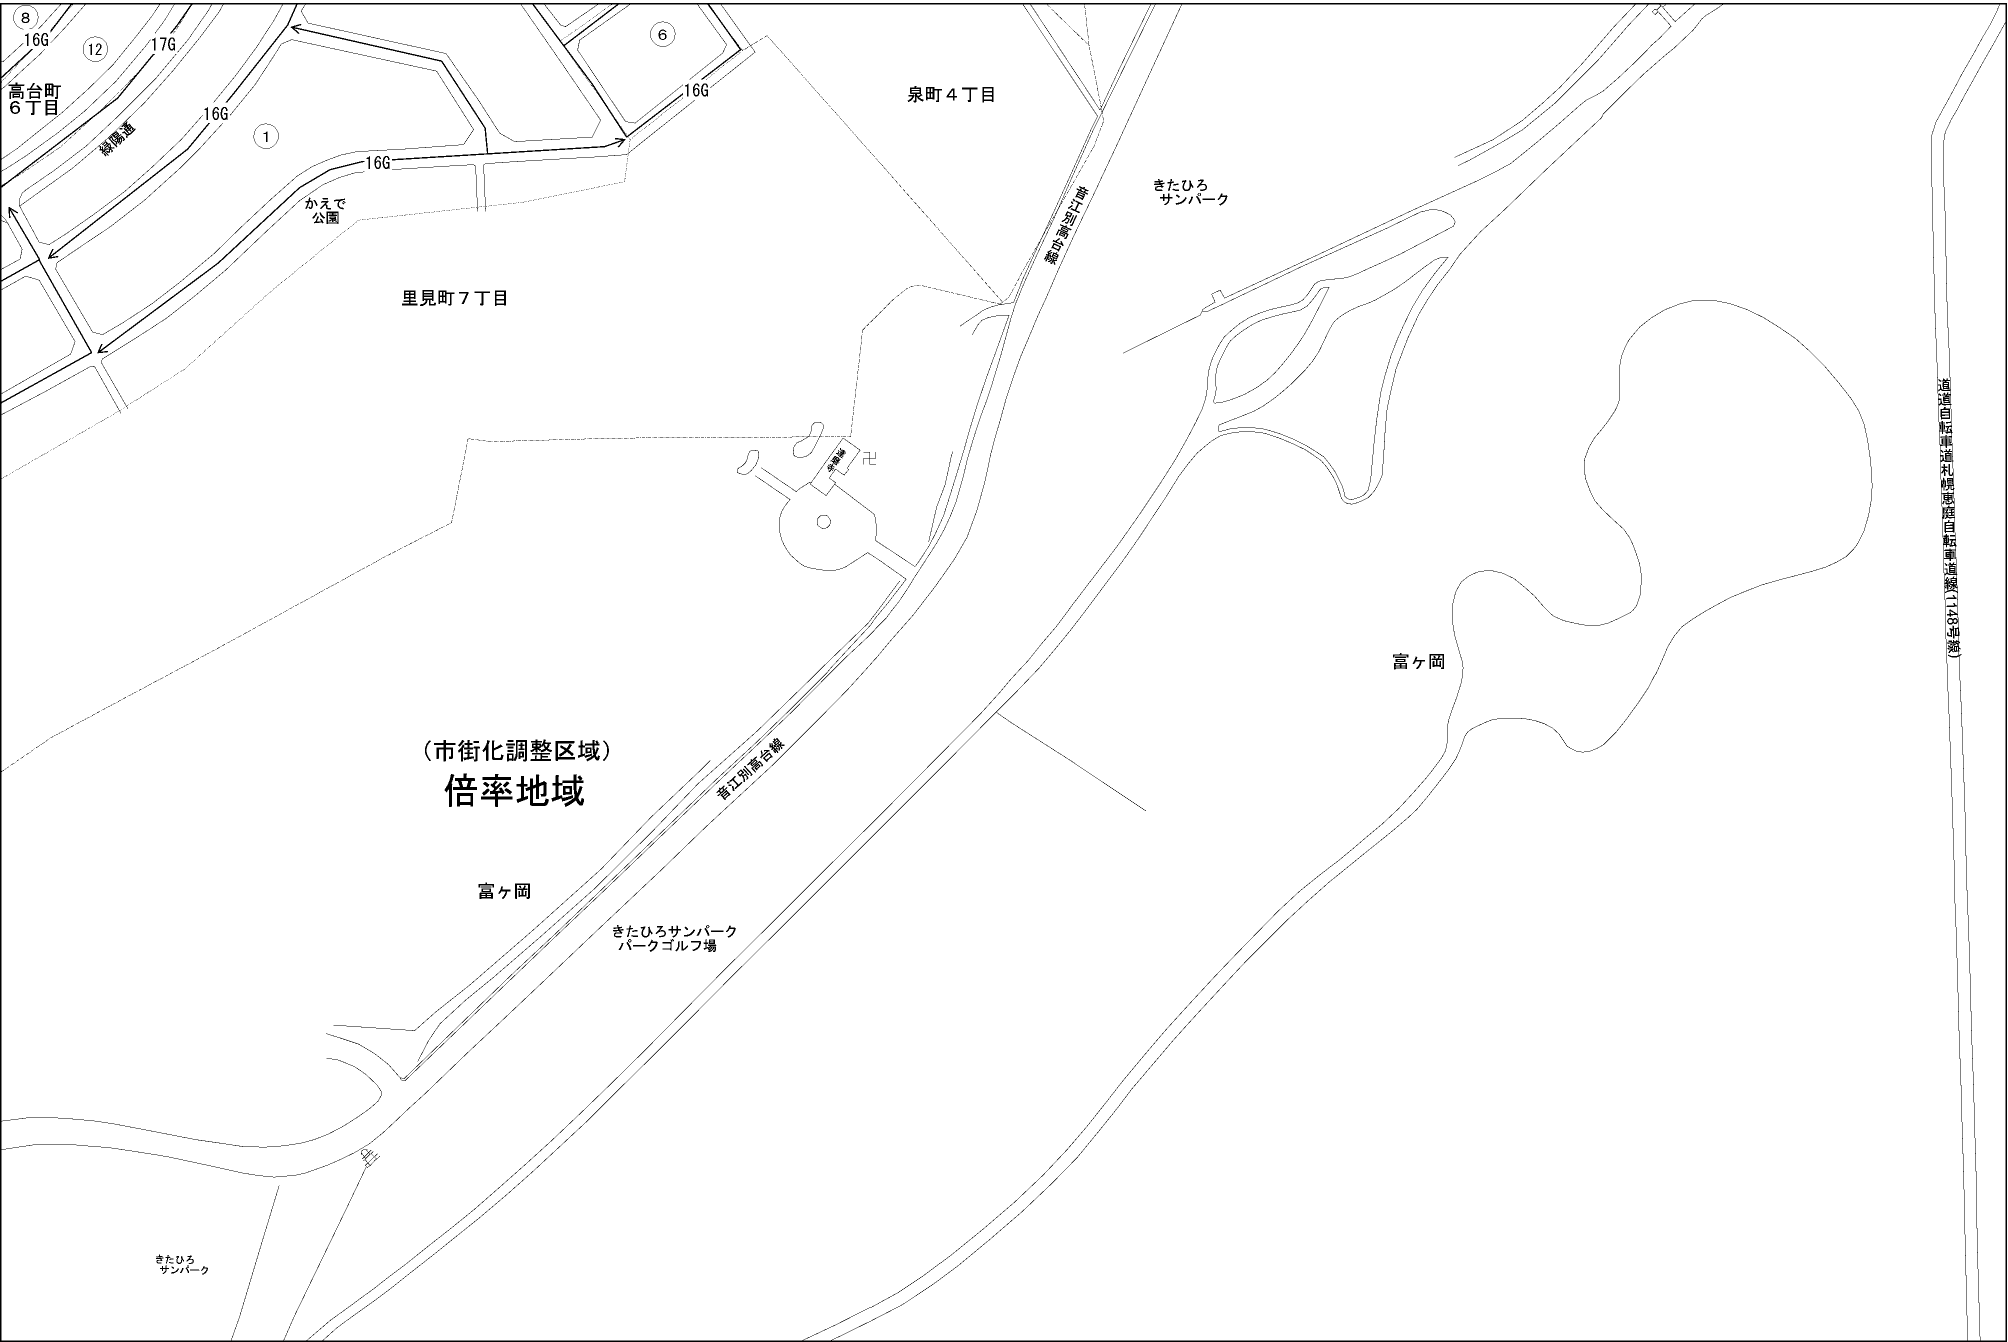 8
16G
12
17G
高台町
6丁目
緑陽通
16G
1
6
16G
16G
かえで
公園
泉町4丁目
里見町7丁目
音江別高台線
きたひろ
サンパーク
卍
道道自転車道札幌恵庭自転車道線(1148号線)
富ヶ岡
(市街化調整区域)
倍率地域
音江別高台線
富ヶ岡
きたひろサンパーク
パークゴルフ場
きたひろ
サンパーク